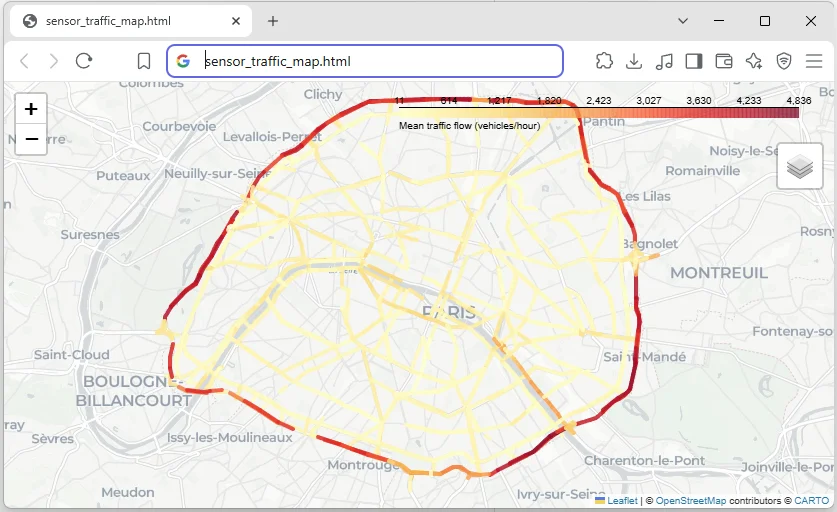 sensor_traffic_map.html
sensor_traffic_map.html
Colombes
Clichy
11 614 1,217 1,820 2,423 3,027 3,630 4,233 4,836
Mean traffic flow (vehicles/hour)
+
−
Courbevoie
Levallois-Perret
Pantin
Noisy-le-Se
Romainville
Puteaux
Neuilly-sur-Seine
Les Lilas
Suresnes
Bagnolet
Rosny
MONTREUIL
PARIS
Fontenay-so
Saint-Cloud
Saint-Mandé
BOULOGNE-
BILLANCOURT
Sèvres
Issy-les-Moulineaux
Montrouge
Charenton-le-Pont
Joinville-le-Pon
Meudon
Ivry-sur-Seine
Leaflet | © OpenStreetMap contributors © CARTO